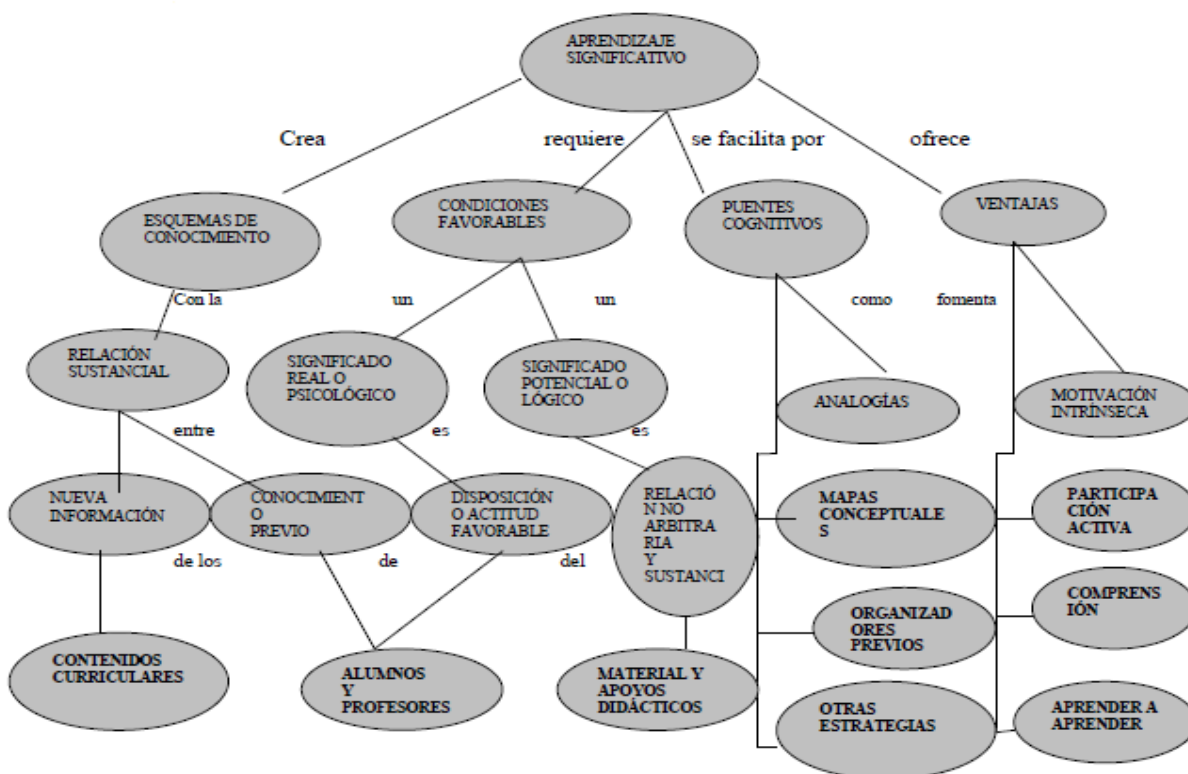 APRENDIZAJE
SIGNIFICATIVO
Crea
requiere
se facilita por
ofrece
ESQUEMAS DE
CONOCIMIENTO
CONDICIONES
FAVORABLES
PUENTES
COGNITIVOS
VENTAJAS
Con la
un
un
como
fomenta
RELACIÓN
SUSTANCIAL
SIGNIFICADO
REAL O
PSICOLÓGICO
SIGNIFICADO
POTENCIAL O
LÓGICO
ANALOGÍAS
MOTIVACIÓN
INTRÍNSECA
entre
es
es
NUEVA
INFORMACIÓN
CONOCIMIENT
O
PREVIO
DISPOSICIÓN
O ACTITUD
FAVORABLE
RELACIÓ
N NO
ARBITRA
RIA
Y
SUSTANCI
MAPAS
CONCEPTUALE
S
PARTICIPA
CIÓN
ACTIVA
de los
de
del
ORGANIZAD
ORES
PREVIOS
COMPRENS
IÓN
CONTENIDOS
CURRICULARES
ALUMNOS
Y
PROFESORES
MATERIAL Y
APOYOS
DIDÁCTICOS
OTRAS
ESTRATEGIAS
APRENDER A
APRENDER